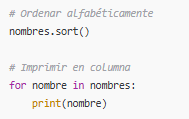 # Ordenar alfabéticamente
nombres.sort()
# Imprimir en columna
for nombre in nombres:
    print(nombre)